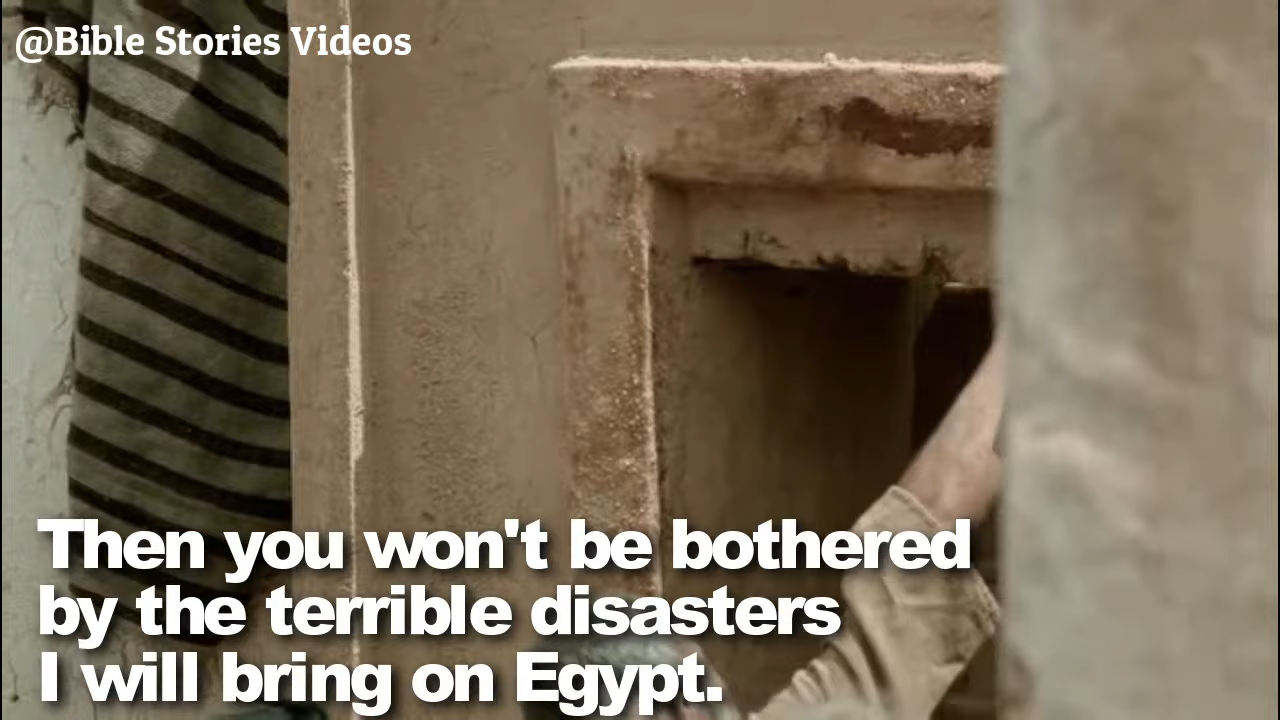 @Bible Stories Videos
Then you won't be bothered
by the terrible disasters
I will bring on Egypt.